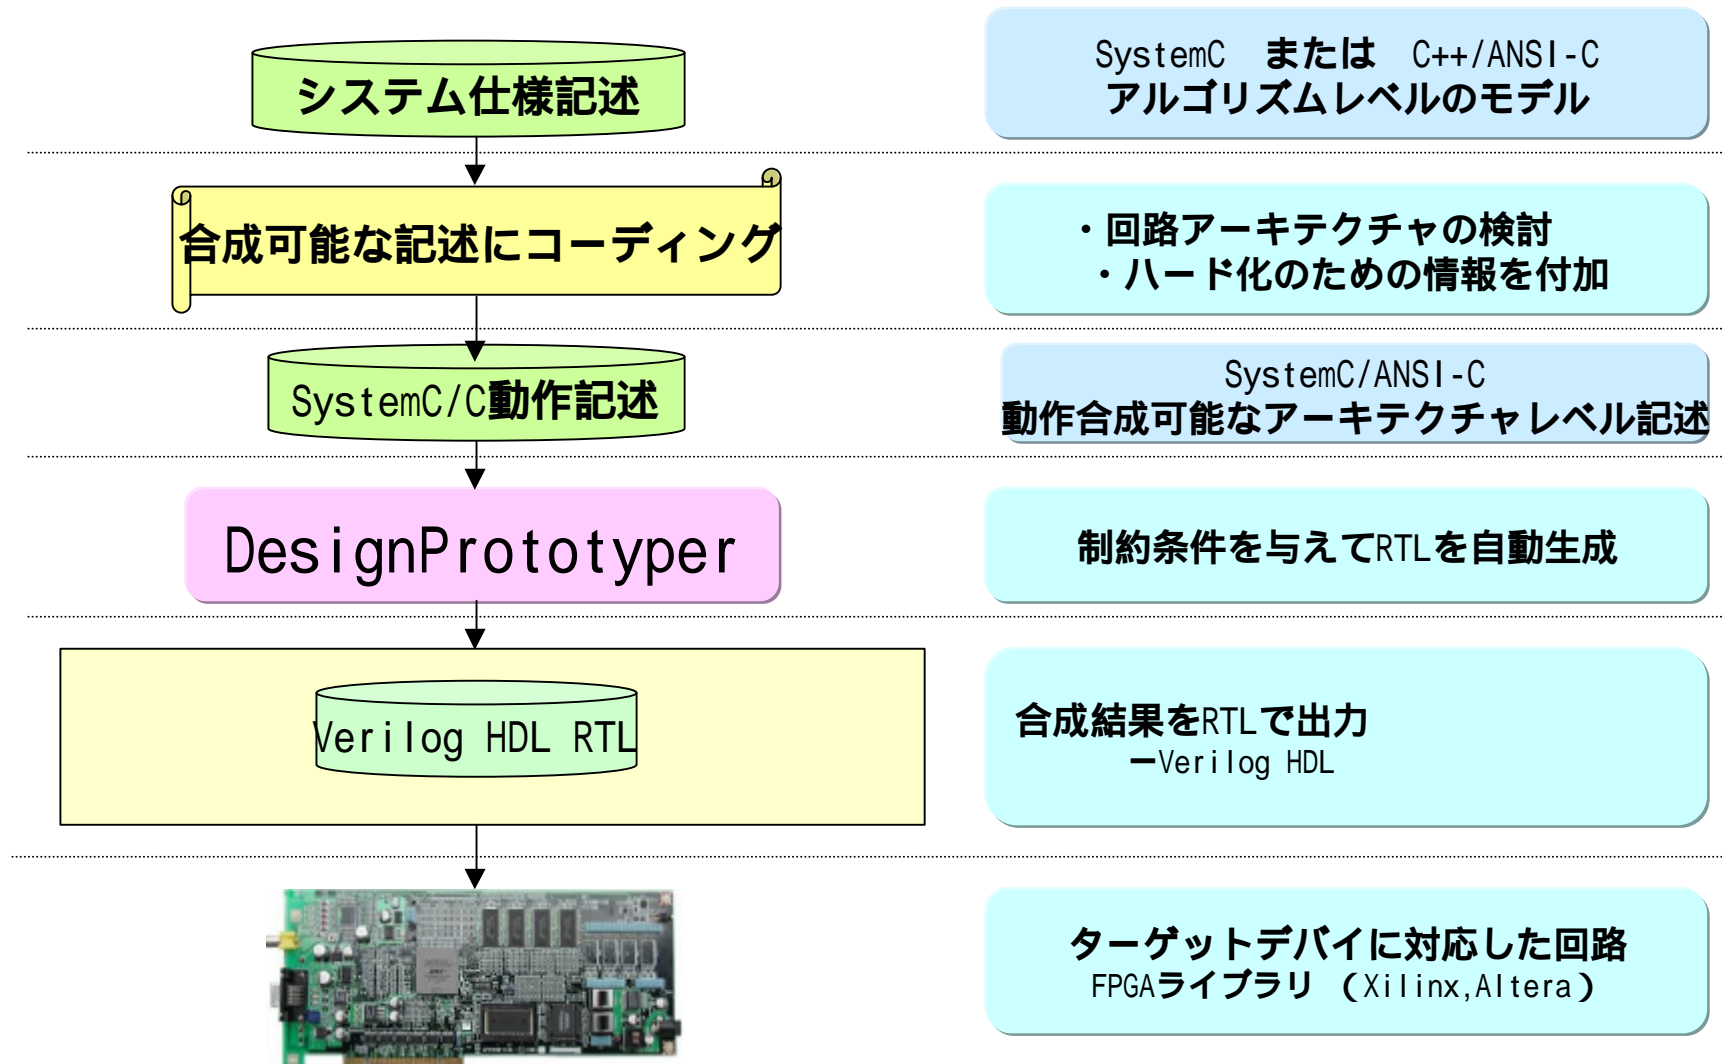 システム仕様記述
SystemC または C++/ANSI-C
アルゴリズムレベルのモデル
合成可能な記述にコーディング
・回路アーキテクチャの検討
・ハード化のための情報を付加
SystemC/C動作記述
SystemC/ANSI-C
動作合成可能なアーキテクチャレベル記述
DesignPrototyper
制約条件を与えてRTLを自動生成
Verilog HDL RTL
合成結果をRTLで出力
ーVerilog HDL
ターゲットデバイに対応した回路
FPGAライブラリ (Xilinx,Altera)